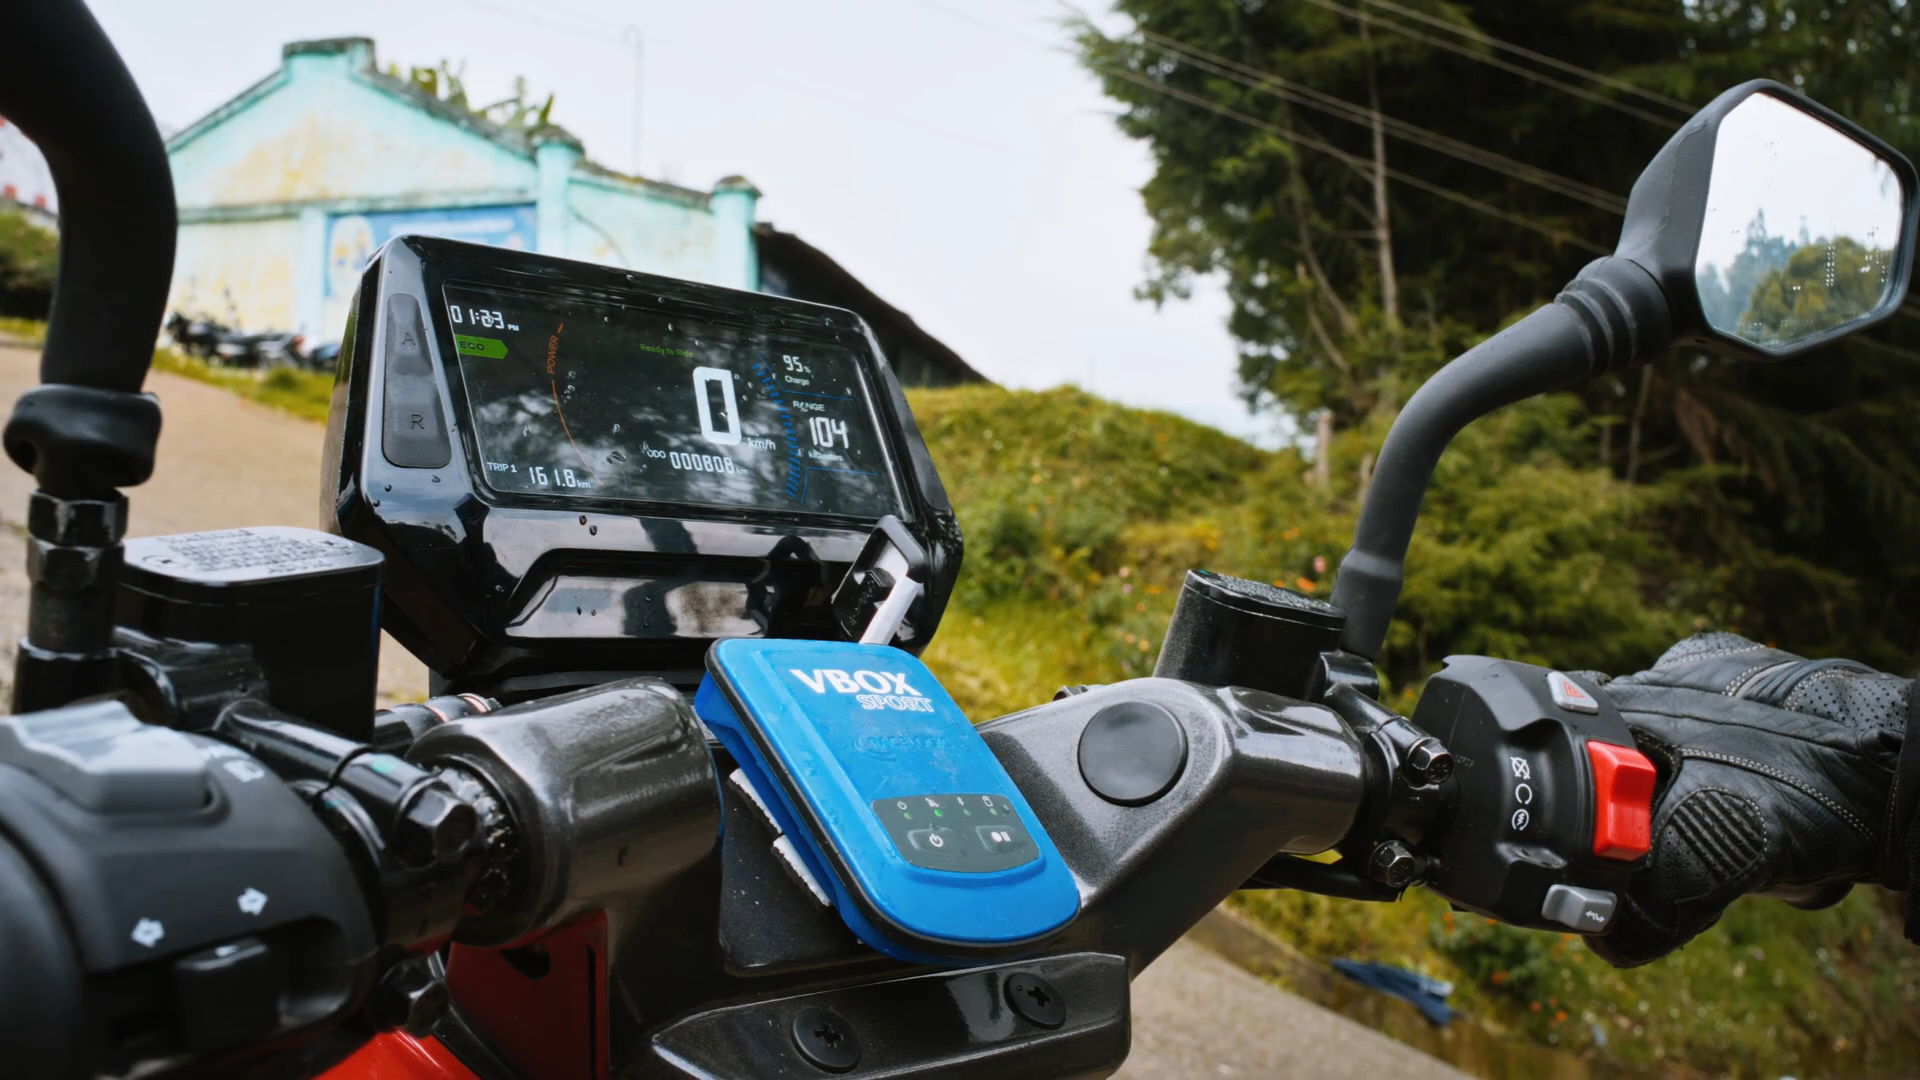 01:23 PM
ECO
POWER
Ready to Ride
95%
Charge
RANGE
104
0
km/h
ODO 000808 km
TRIP 1 161.8 km
A
R
VBOX
SPORT